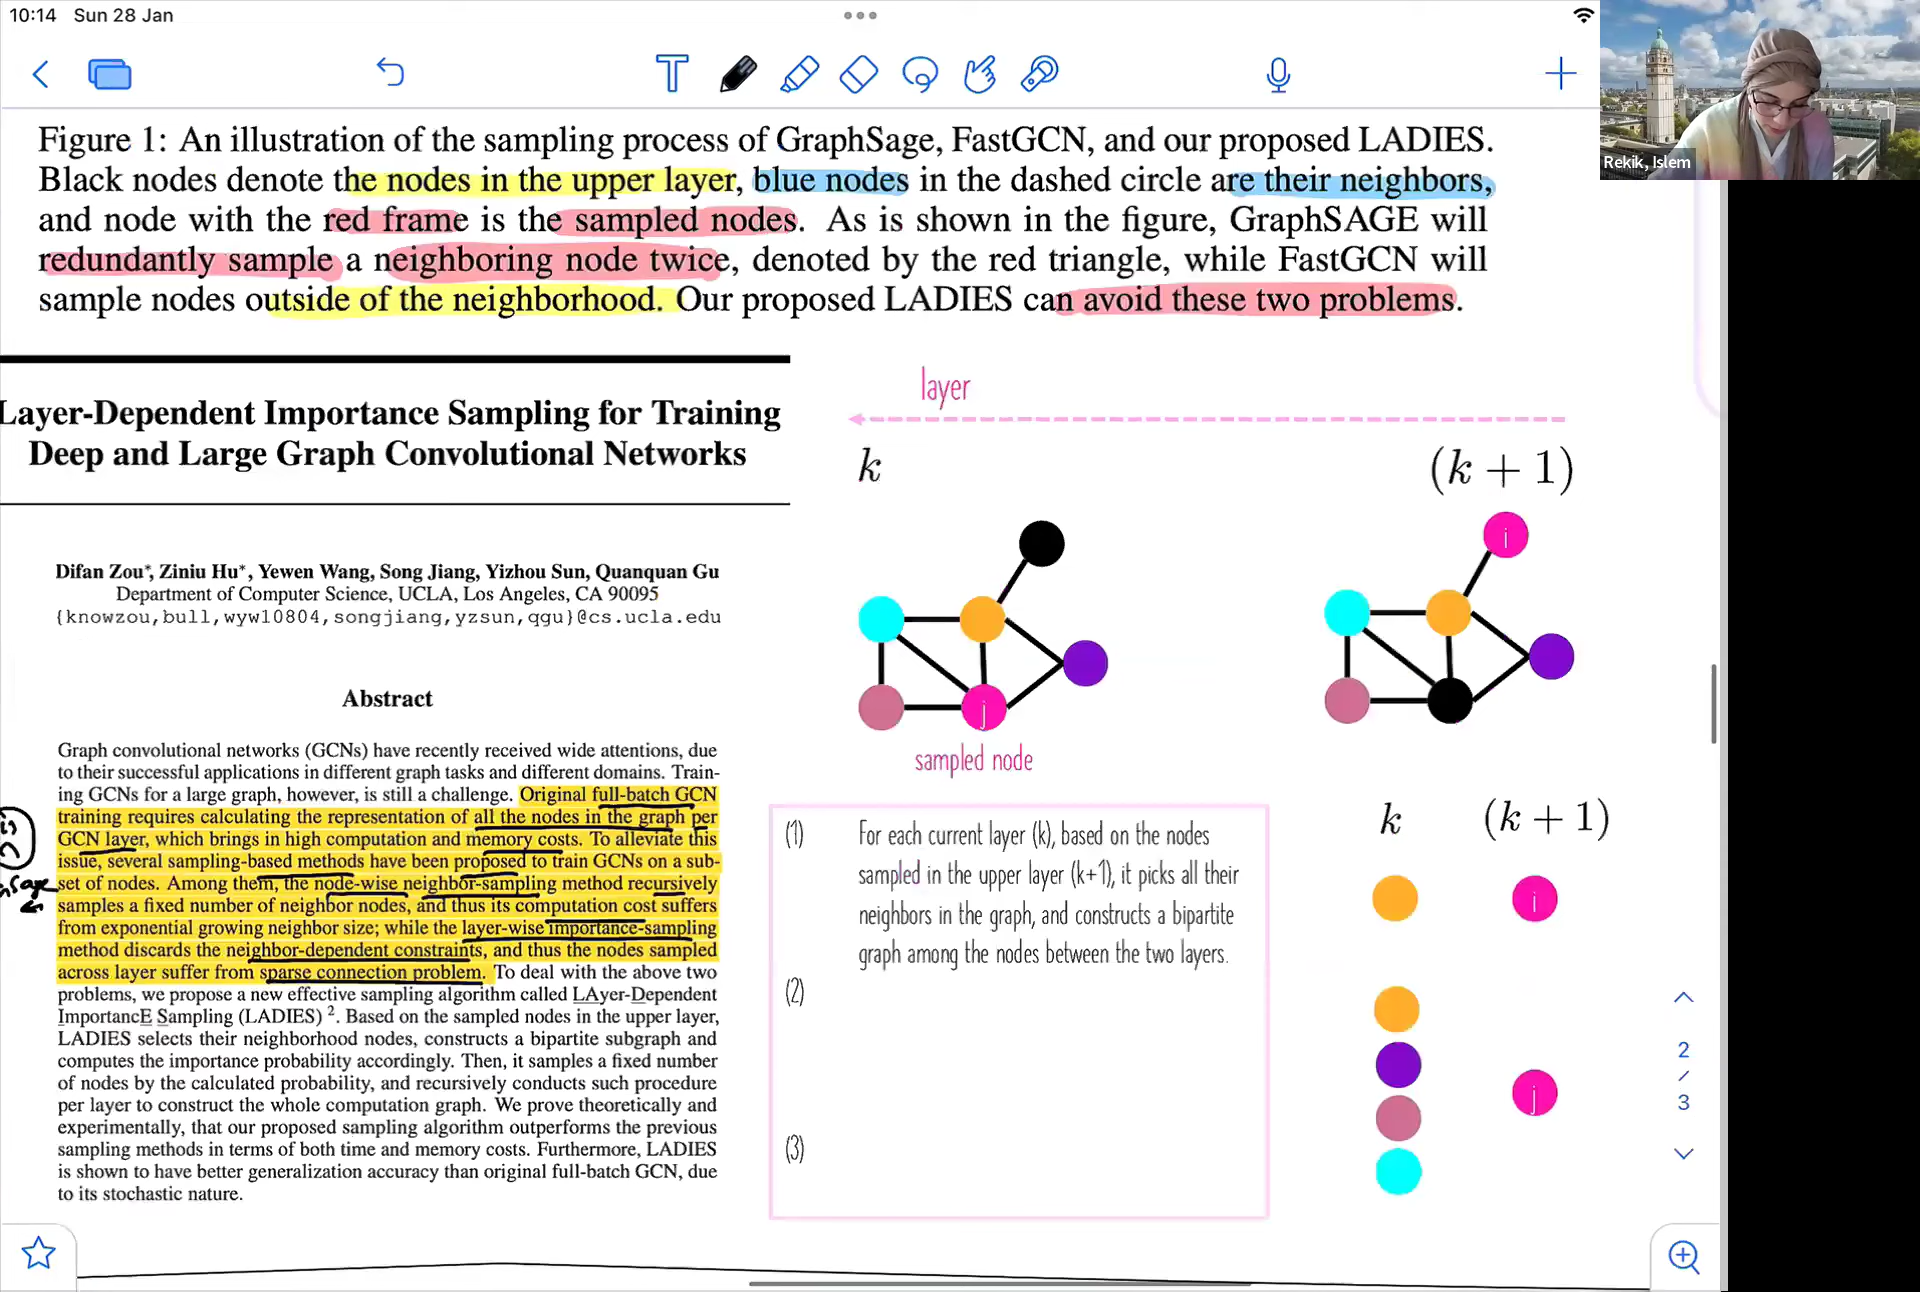 10:14 Sun 28 Jan
Rekik, Islem
Figure 1: An illustration of the sampling process of GraphSage, FastGCN, and our proposed LADIES.
Black nodes denote the nodes in the upper layer, blue nodes in the dashed circle are their neighbors,
and node with the red frame is the sampled nodes. As is shown in the figure, GraphSAGE will
redundantly sample a neighboring node twice, denoted by the red triangle, while FastGCN will
sample nodes outside of the neighborhood. Our proposed LADIES can avoid these two problems.
Layer-Dependent Importance Sampling for Training
Deep and Large Graph Convolutional Networks
Difan Zou*, Ziniu Hu*, Yewen Wang, Song Jiang, Yizhou Sun, Quanquan Gu
Department of Computer Science, UCLA, Los Angeles, CA 90095
{knowzou,bull,wyw10804,songjiang,yzsun,qgu}@cs.ucla.edu
Abstract
Graph convolutional networks (GCNs) have recently received wide attentions, due
to their successful applications in different graph tasks and different domains. Train-
ing GCNs for a large graph, however, is still a challenge. Original full-batch GCN
training requires calculating the representation of all the nodes in the graph per
GCN layer, which brings in high computation and memory costs. To alleviate this
issue, several sampling-based methods have been proposed to train GCNs on a sub-
set of nodes. Among them, the node-wise neighbor-sampling method recursively
samples a fixed number of neighbor nodes, and thus its computation cost suffers
from exponential growing neighbor size; while the layer-wise importance-sampling
method discards the neighbor-dependent constraints, and thus the nodes sampled
across layer suffer from sparse connection problem. To deal with the above two
problems, we propose a new effective sampling algorithm called LAyer-Dependent
ImportancE Sampling (LADIES) 2. Based on the sampled nodes in the upper layer,
LADIES selects their neighborhood nodes, constructs a bipartite subgraph and
computes the importance probability accordingly. Then, it samples a fixed number
of nodes by the calculated probability, and recursively conducts such procedure
per layer to construct the whole computation graph. We prove theoretically and
experimentally, that our proposed sampling algorithm outperforms the previous
sampling methods in terms of both time and memory costs. Furthermore, LADIES
is shown to have better generalization accuracy than original full-batch GCN, due
to its stochastic nature.
layer
k (k + 1)
i
j
sampled node
(1) For each current layer (k), based on the nodes
sampled in the upper layer (k+1), it picks all their
neighbors in the graph, and constructs a bipartite
graph among the nodes between the two layers.
(2)
(3)
k (k + 1)
i
j
2
/
3